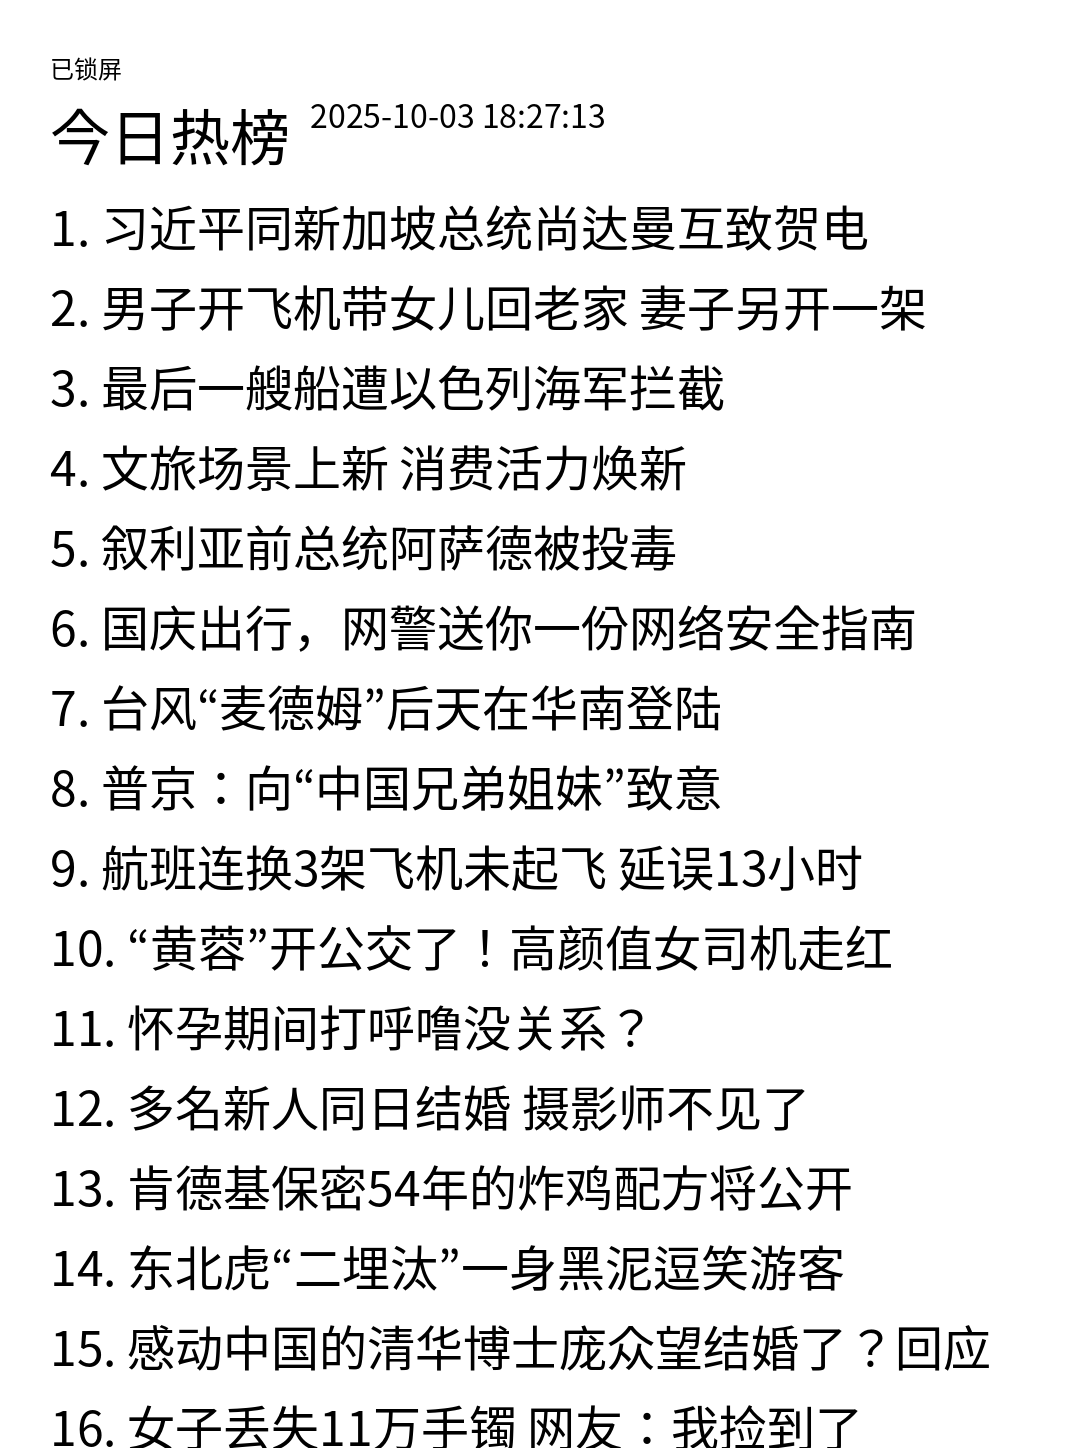 已锁屏
今日热榜 2025-10-03 18:27:13
1. 习近平同新加坡总统尚达曼互致贺电
2. 男子开飞机带女儿回老家 妻子另开一架
3. 最后一艘船遭以色列海军拦截
4. 文旅场景上新 消费活力焕新
5. 叙利亚前总统阿萨德被投毒
6. 国庆出行，网警送你一份网络安全指南
7. 台风“麦德姆”后天在华南登陆
8. 普京：向“中国兄弟姐妹”致意
9. 航班连换3架飞机未起飞 延误13小时
10. “黄蓉”开公交了！高颜值女司机走红
11. 怀孕期间打呼噜没关系？
12. 多名新人同日结婚 摄影师不见了
13. 肯德基保密54年的炸鸡配方将公开
14. 东北虎“二埋汰”一身黑泥逗笑游客
15. 感动中国的清华博士庞众望结婚了？回应
16. 女子丢失11万手镯 网友：我捡到了